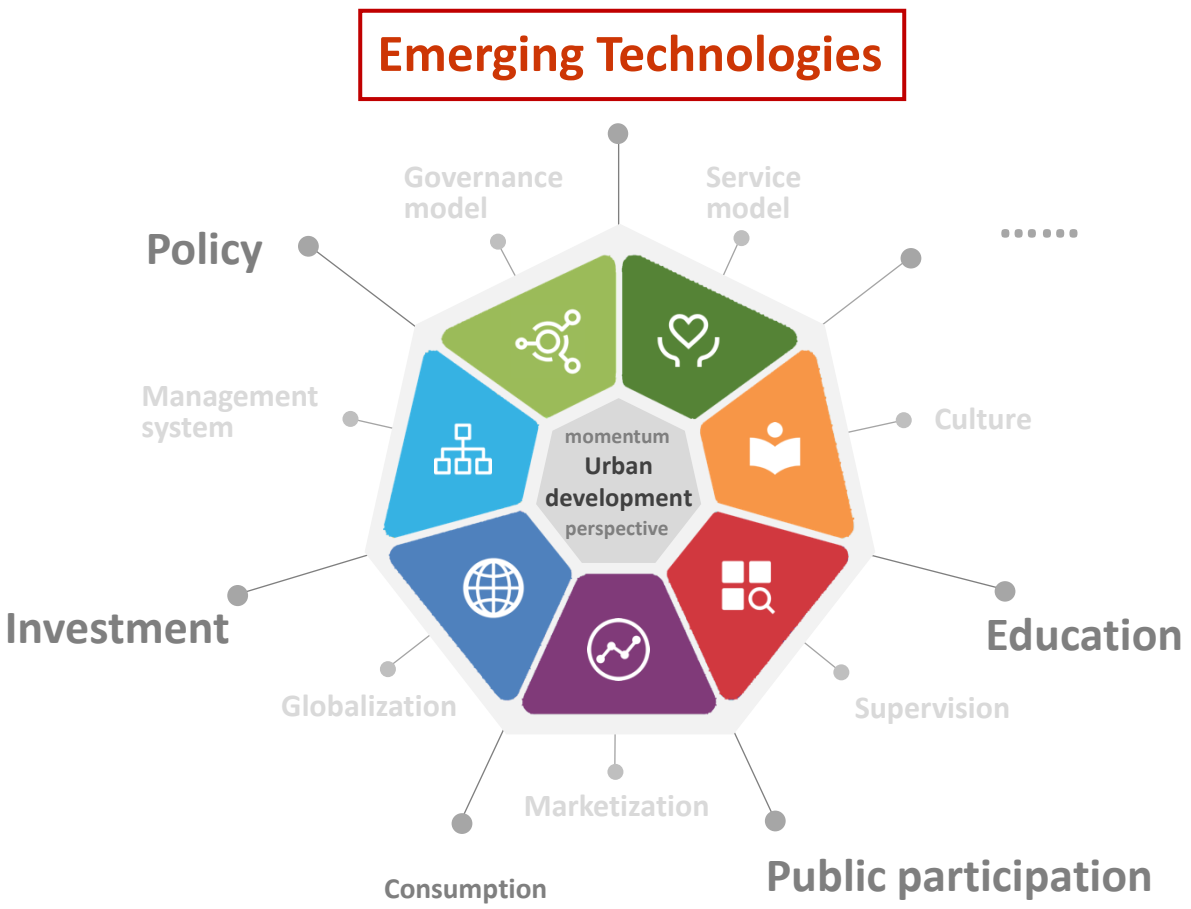 Emerging Technologies
Governance
model
Service
model
Policy
......
Management
system
Culture
momentum
Urban
development
perspective
Investment
Education
Globalization
Supervision
Marketization
Consumption
Public participation